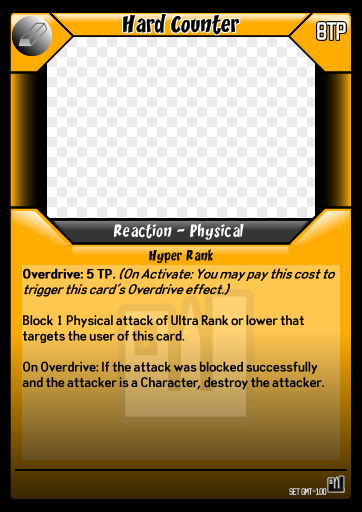 Hard Counter
8TP
Reaction - Physical
Hyper Rank
Overdrive: 5 TP. (On Activate: You may pay this cost to
trigger this card's Overdrive effect.)
Block 1 Physical attack of Ultra Rank or lower that
targets the user of this card.
On Overdrive: If the attack was blocked successfully
and the attacker is a Character, destroy the attacker.
SET GMT-100